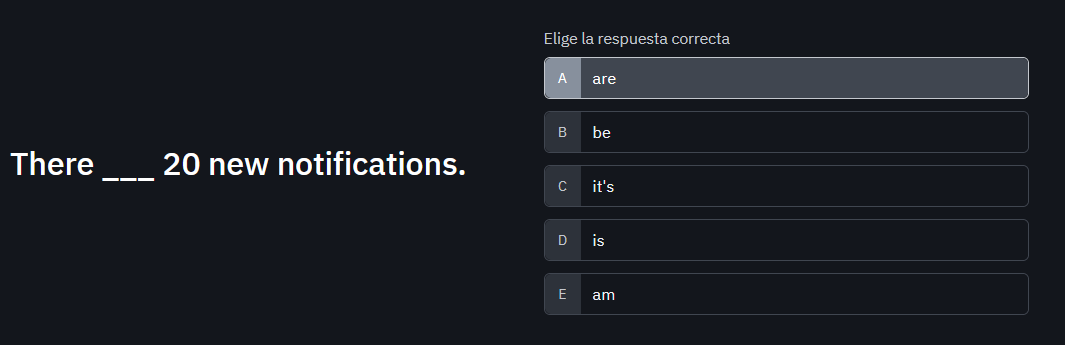 Elige la respuesta correcta
There ___ 20 new notifications.
A are
B be
C it's
D is
E am